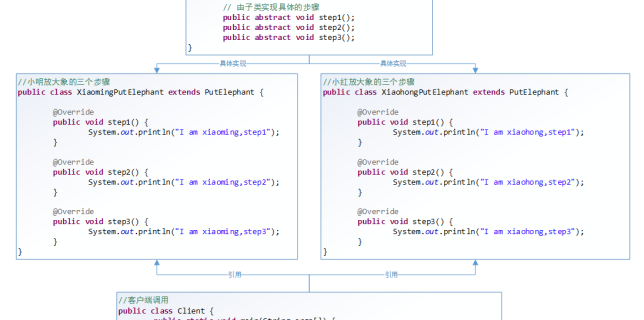 // 由子类实现具体的步骤
public abstract void step1();
public abstract void step2();
public abstract void step3();
}
具体实现
具体实现
//小明放大象的三个步骤
public class XiaomingPutElephant extends PutElephant {
@Override
public void step1() {
System.out.println("I am xiaoming,step1");
}
@Override
public void step2() {
System.out.println("I am xiaoming,step2");
}
@Override
public void step3() {
System.out.println("I am xiaoming,step3");
}
}
//小红放大象的三个步骤
public class XiaohongPutElephant extends PutElephant {
@Override
public void step1() {
System.out.println("I am xiaohong,step1");
}
@Override
public void step2() {
System.out.println("I am xiaohong,step2");
}
@Override
public void step3() {
System.out.println("I am xiaohong,step3");
}
}
引用
引用
//客户端调用
public class Client {
public static void main(String args[]) {